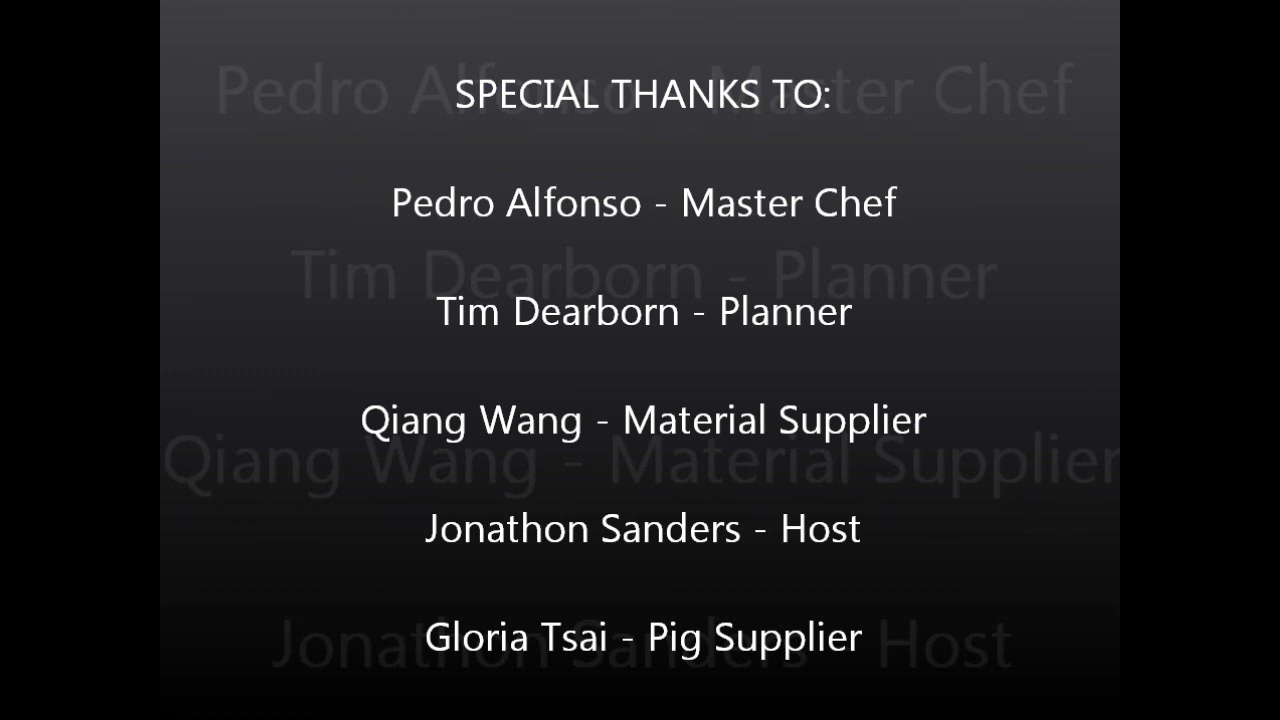 SPECIAL THANKS TO:
Pedro Alfonso - Master Chef
Tim Dearborn - Planner
Qiang Wang - Material Supplier
Jonathon Sanders - Host
Gloria Tsai - Pig Supplier